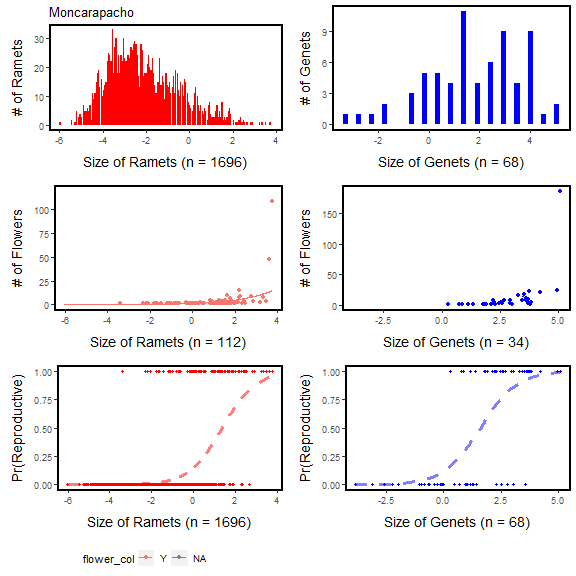 Moncarapacho
# of Ramets
30
20
10
0
-6 -4 -2 0 2 4
Size of Ramets (n = 1696)
# of Genets
9
6
3
0
-2 0 2 4
Size of Genets (n = 68)
# of Flowers
100
75
50
25
0
-6 -4 -2 0 2 4
Size of Ramets (n = 112)
# of Flowers
150
100
50
0
-2.5 0.0 2.5 5.0
Size of Genets (n = 34)
Pr(Reproductive)
1.00
0.75
0.50
0.25
0.00
-6 -4 -2 0 2 4
Size of Ramets (n = 1696)
Pr(Reproductive)
1.00
0.75
0.50
0.25
0.00
-2.5 0.0 2.5 5.0
Size of Genets (n = 68)
flower_col Y NA